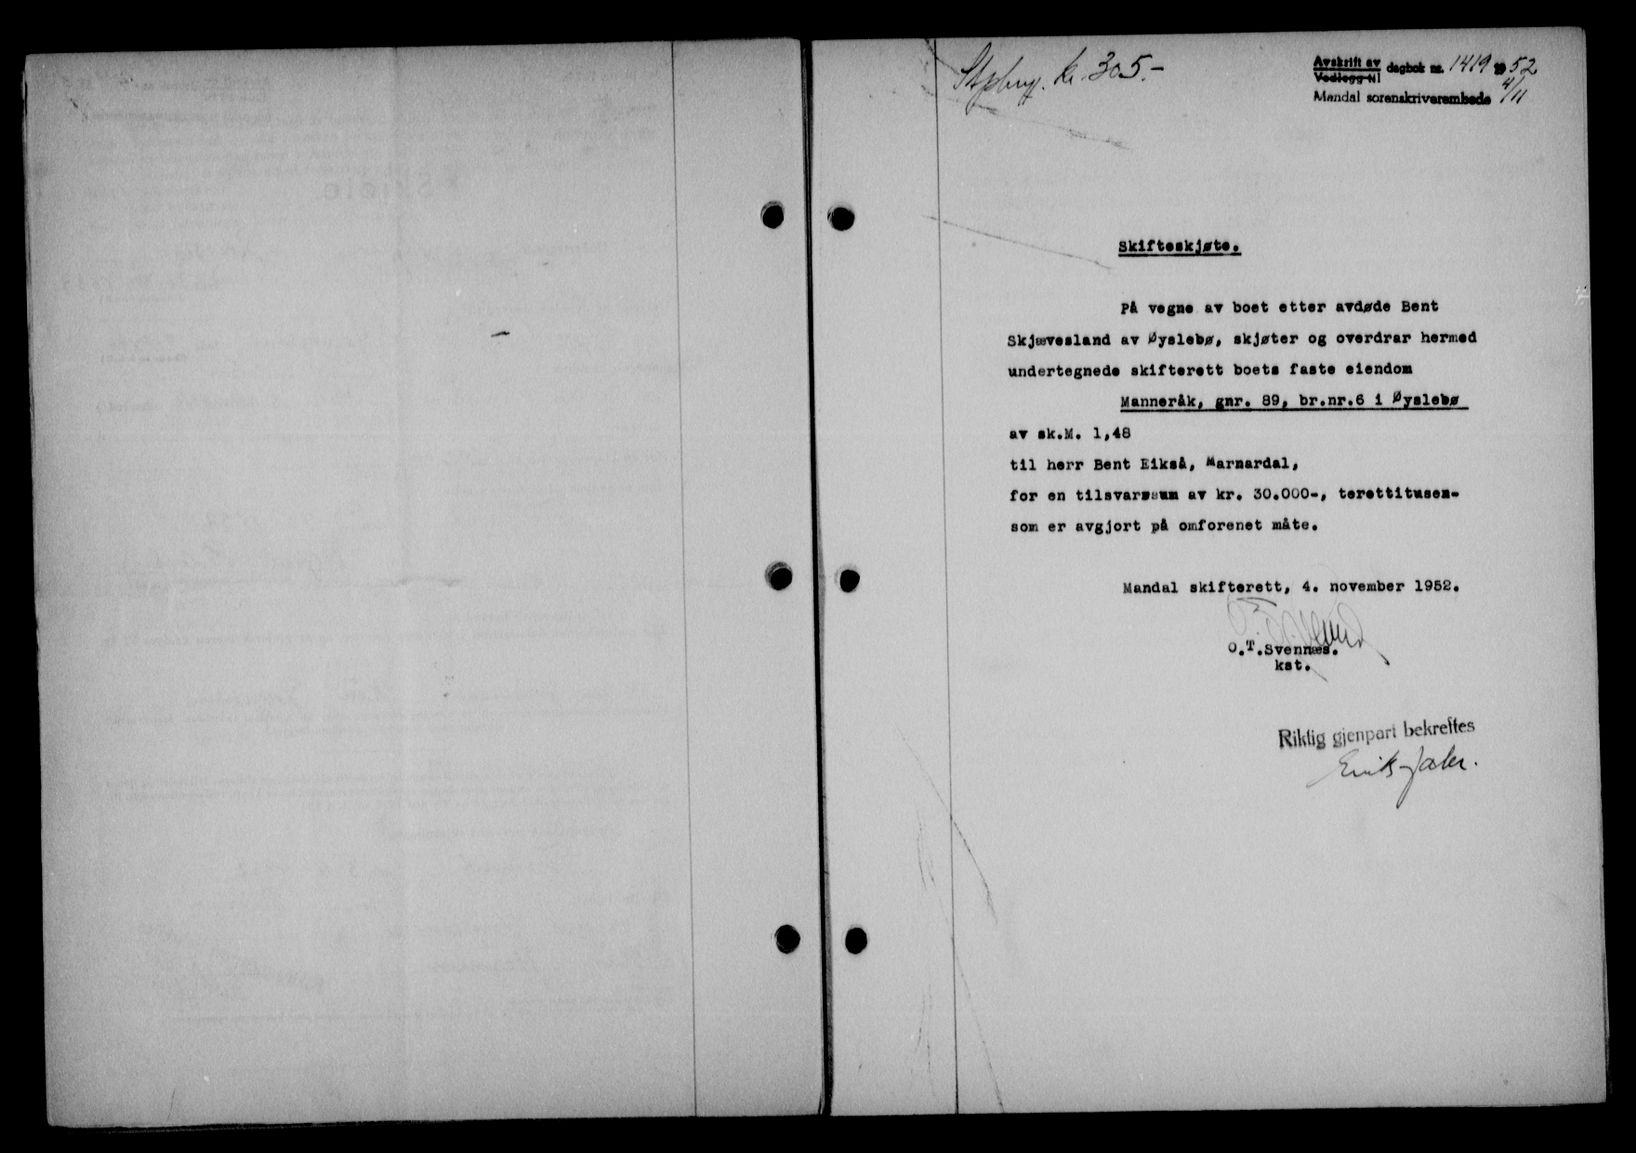 kr. 305.-
Avskrift av dagbok nr. 1419 1952
Vedlegg til
Mandal sorenskriverembede 4/11
Skifteskjøte.
På vegne av boet etter avdøde Bent
Skjævesland av Øyslebø, skjøter og overdrar hermed
undertegnede skifterett boets faste eiendom
Manneråk, gnr. 89, br.nr.6 i Øyslebø
av sk.M. 1,48
til herr Bent Eikså, Marnardal,
for en tilsvarssum av kr. 30.000-, terettitusen-
som er avgjort på omforenet måte.
Mandal skifterett, 4. november 1952.
O.T.Svennæs.
kst.
Riktig gjenpart bekreftes